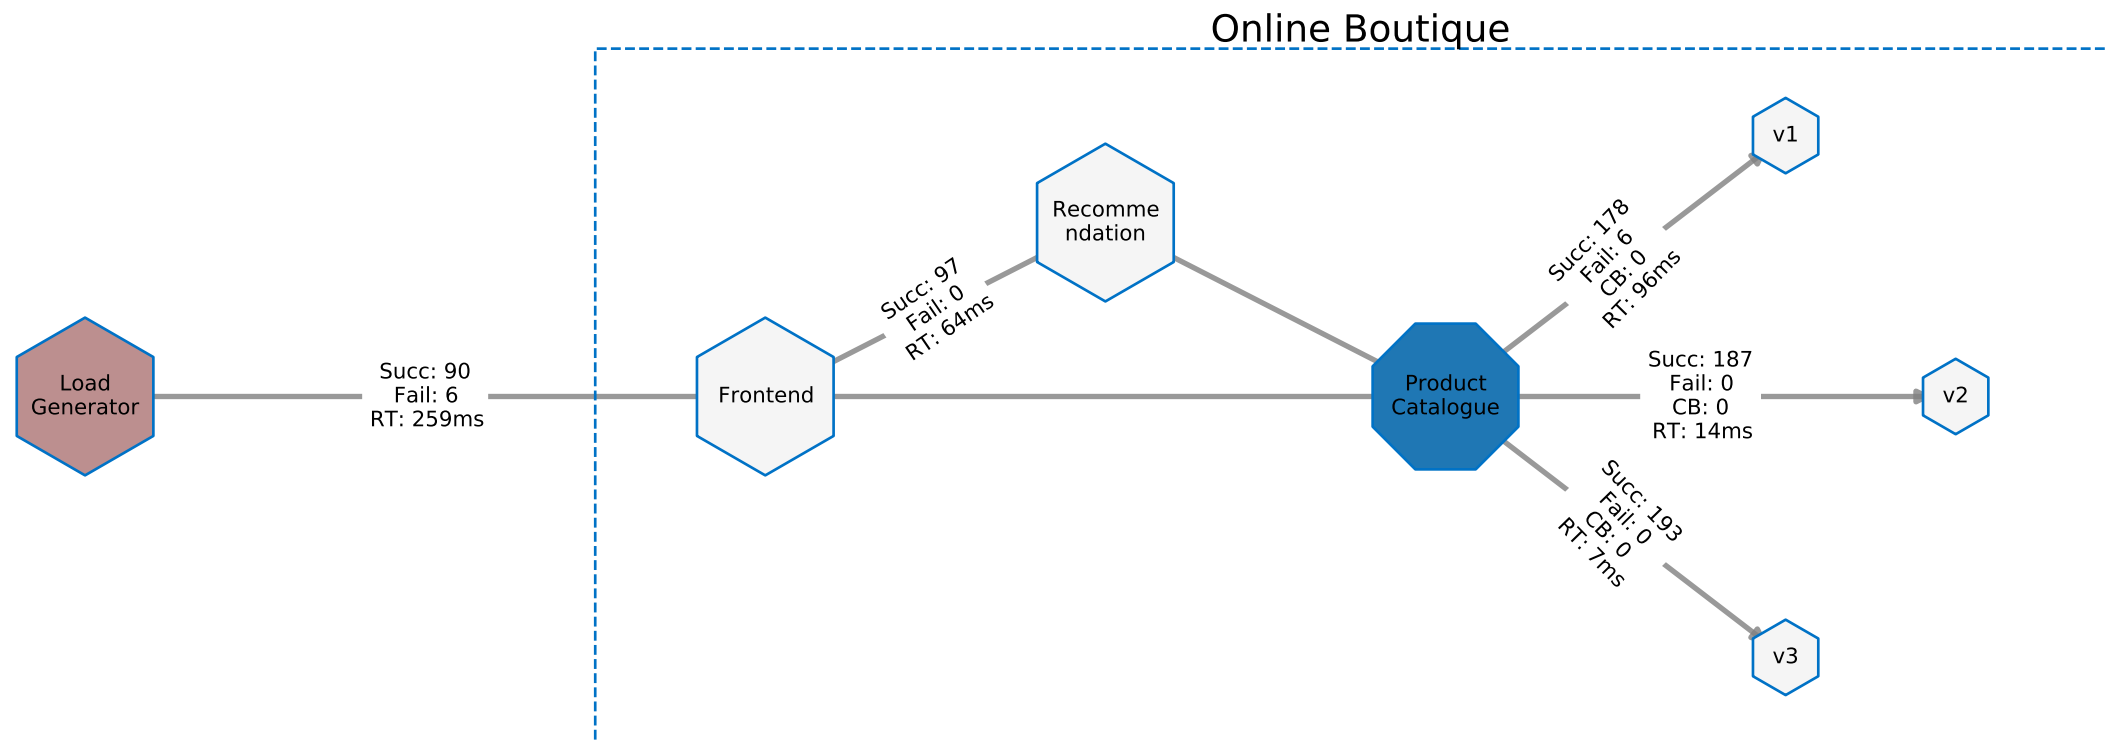 Online Boutique
Load
Generator
Succ: 90
Fail: 6
RT: 259ms
Frontend
Succ: 97
Fail: 0
RT: 64ms
Recomme
ndation
Product
Catalogue
Succ: 178
Fail: 6
CB: 0
RT: 96ms
v1
Succ: 187
Fail: 0
CB: 0
RT: 14ms
v2
Succ: 193
Fail: 0
CB: 0
RT: 7ms
v3